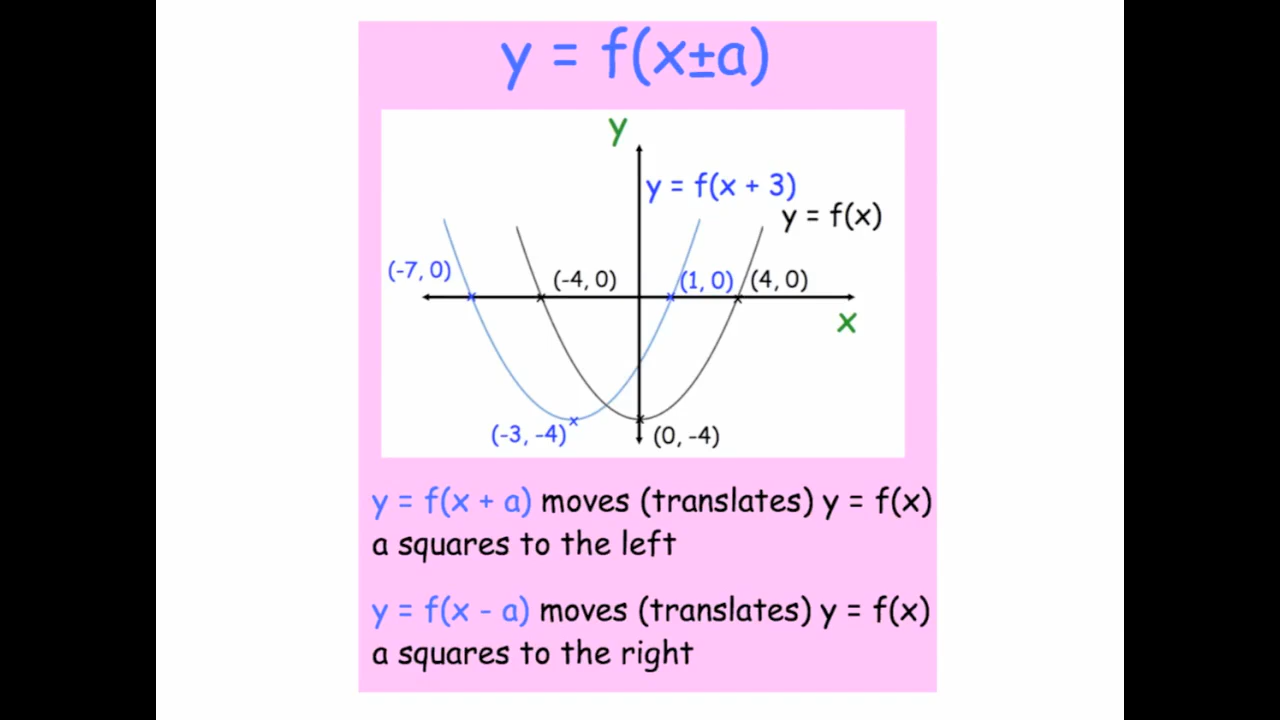 y = f(x±a)
y
y = f(x + 3)
y = f(x)
(-7, 0)
(-4, 0)
(1, 0)
(4, 0)
x
(-3, -4)
(0, -4)
y = f(x + a) moves (translates) y = f(x)
a squares to the left
y = f(x - a) moves (translates) y = f(x)
a squares to the right